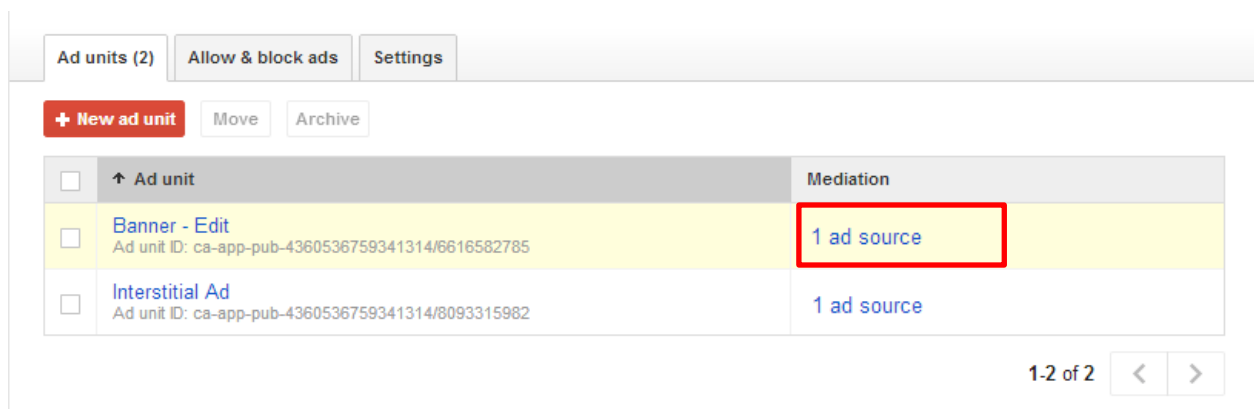 Ad units (2) Allow & block ads Settings
+ New ad unit Move Archive
↑ Ad unit Mediation
Banner - Edit
Ad unit ID: ca-app-pub-4360536759341314/6616582785
1 ad source
Interstitial Ad
Ad unit ID: ca-app-pub-4360536759341314/8093315982
1 ad source
1-2 of 2 < >